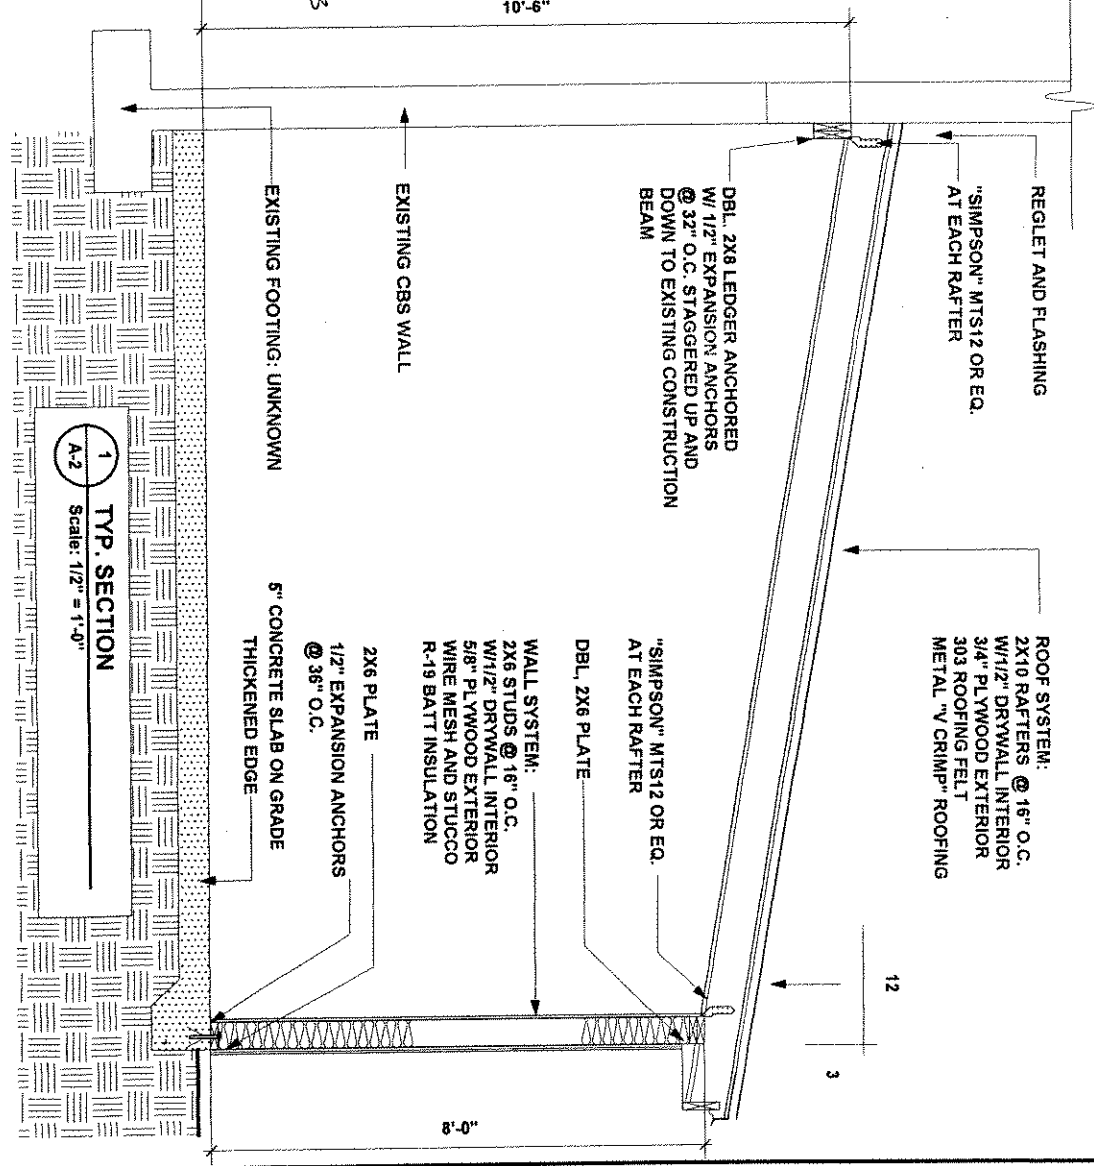 10'-6"
REGLET AND FLASHING
"SIMPSON" MTS12 OR EQ.
AT EACH RAFTER
DBL. 2X8 LEDGER ANCHORED
W/ 1/2" EXPANSION ANCHORS
@ 32" O.C. STAGGERED UP AND
DOWN TO EXISTING CONSTRUCTION
BEAM
EXISTING CBS WALL
EXISTING FOOTING: UNKNOWN
ROOF SYSTEM:
2X10 RAFTERS @ 16" O.C.
W/1/2" DRYWALL INTERIOR
3/4" PLYWOOD EXTERIOR
303 ROOFING FELT
METAL "V CRIMP" ROOFING
12
3
"SIMPSON" MTS12 OR EQ.
AT EACH RAFTER
DBL, 2X6 PLATE
WALL SYSTEM:
2X6 STUDS @ 16" O.C.
W/1/2" DRYWALL INTERIOR
5/8" PLYWOOD EXTERIOR
WIRE MESH AND STUCCO
R-19 BATT INSULATION
2X6 PLATE
1/2" EXPANSION ANCHORS
@ 36" O.C.
5" CONCRETE SLAB ON GRADE
THICKENED EDGE
8'-0"
1
A-2
TYP. SECTION
Scale: 1/2" = 1'-0"